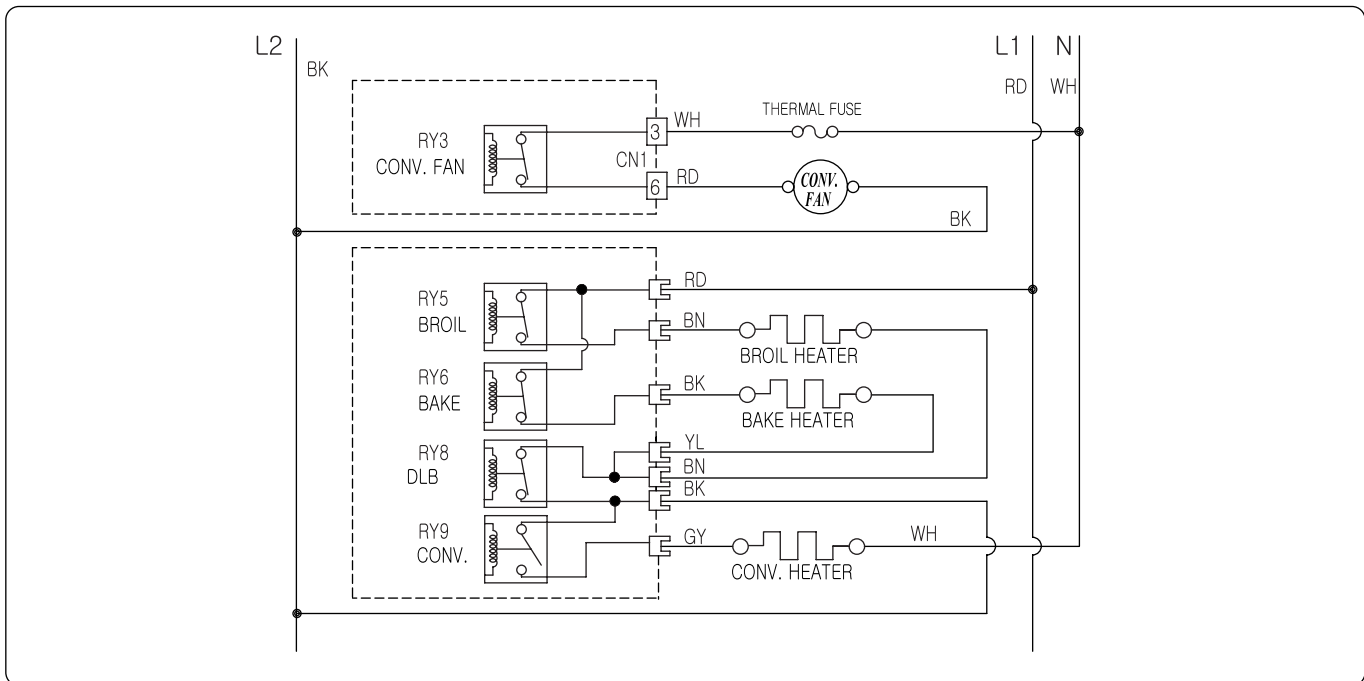 L2
L1
N
BK
RD
WH
THERMAL FUSE
3
WH
RY3
CONV. FAN
CN1
6
RD
CONV.
FAN
BK
RD
RY5
BROIL
BN
BROIL HEATER
RY6
BAKE
BK
BAKE HEATER
YL
RY8
DLB
BN
BK
RY9
CONV.
GY
WH
CONV. HEATER